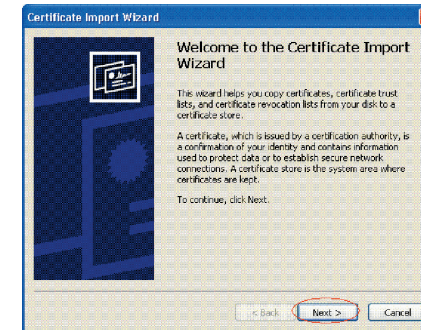 Certificate Import Wizard
Welcome to the Certificate Import
Wizard
This wizard helps you copy certificates, certificate trust
lists, and certificate revocation lists from your disk to a
certificate store.
A certificate, which is issued by a certification authority, is
a confirmation of your identity and contains information
used to protect data or to establish secure network
connections. A certificate store is the system area where
certificates are kept.
To continue, click Next.
< Back
Next >
Cancel